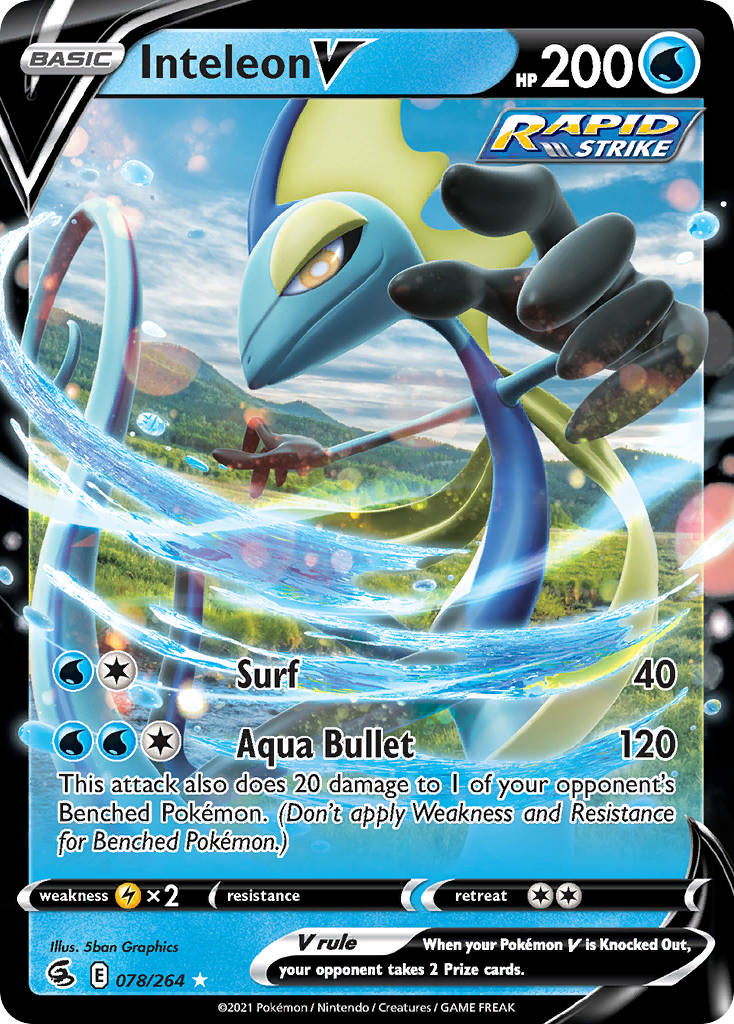 BASIC
Inteleon V
HP 200
RAPID
STRIKE
Surf 40
Aqua Bullet 120
This attack also does 20 damage to 1 of your opponent's
Benched Pokémon. (Don't apply Weakness and Resistance
for Benched Pokémon.)
weakness ×2 resistance retreat
Illus. 5ban Graphics
V rule When your Pokémon V is Knocked Out,
your opponent takes 2 Prize cards.
E 078/264
©2021 Pokémon / Nintendo / Creatures / GAME FREAK